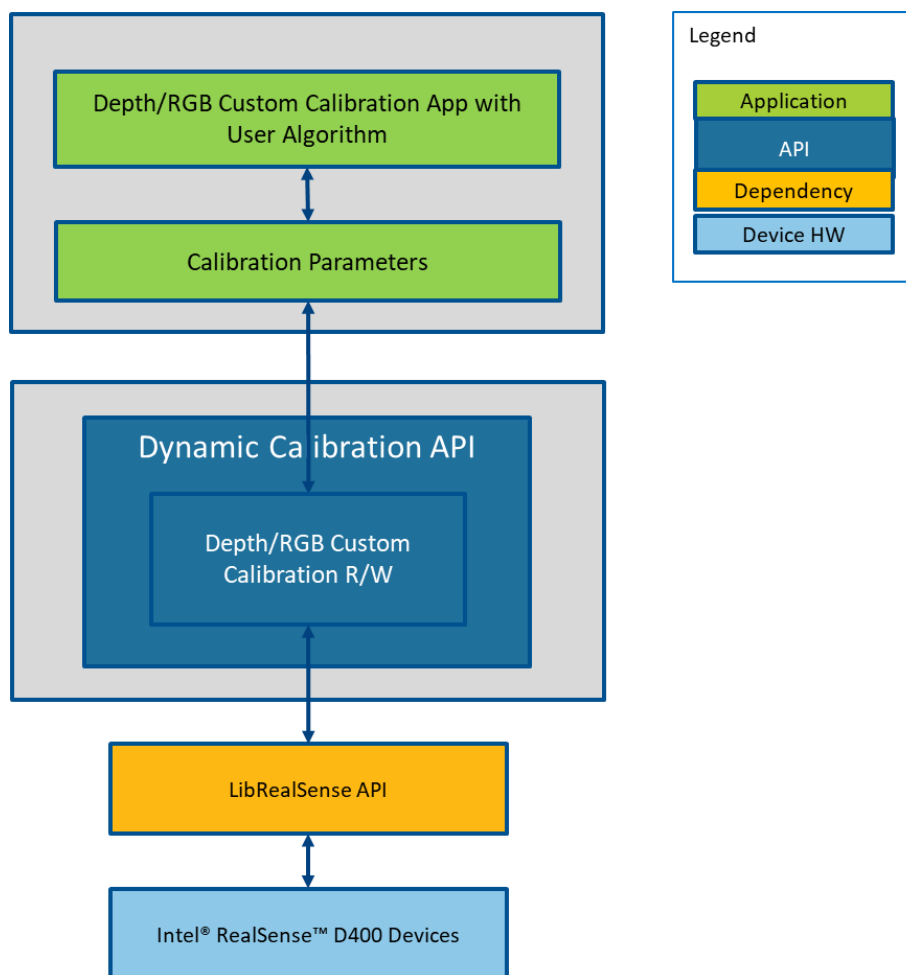 Depth/RGB Custom Calibration App with
User Algorithm
Calibration Parameters
Dynamic Calibration API
Depth/RGB Custom
Calibration R/W
LibRealSense API
Intel® RealSense™ D400 Devices
Legend
Application
API
Dependency
Device HW